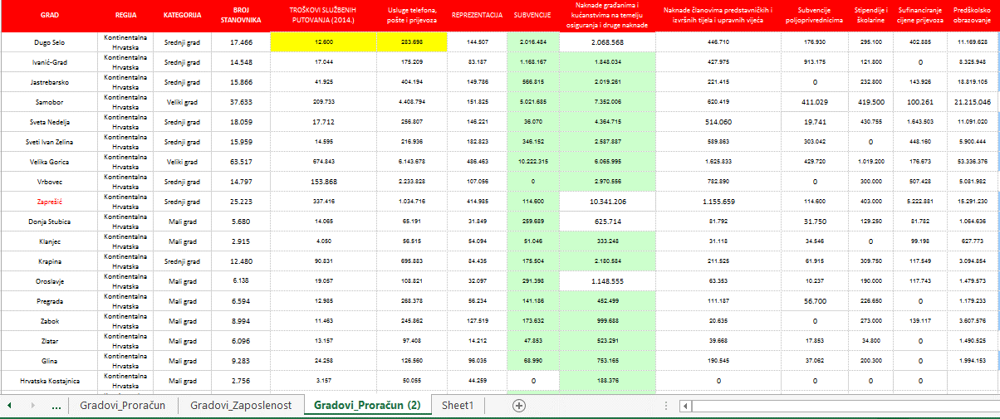 GRAD REGIJA KATEGORIJA BROJ STANOVNIKA TROŠKOVI SLUŽBENIH PUTOVANJA (2014.) Usluge telefona, pošte i prijevoza REPREZENTACIJA SUBVENCIJE Naknade građanima i kućanstvima na temelju osiguranja i druge naknade Naknade članovima predstavničkih i izvršnih tijela i upravnih vijeća Subvencije poljoprivrednicima Stipendije i školarine Sufinanciranje cijene prijevoza Predškolsko obrazovanje
Dugo Selo Kontinentalna Hrvatska Srednji grad 17.466 12.600 283.698 144.507 2.016.484 2.068.568 446.710 176.930 295.100 402.885 11.169.628
Ivanić-Grad Kontinentalna Hrvatska Srednji grad 14.548 17.044 175.209 83.187 1.168.167 1.848.034 427.975 913.175 121.800 0 8.325.948
Jastrebarsko Kontinentalna Hrvatska Srednji grad 15.866 41.925 404.194 149.786 566.815 2.019.261 221.415 0 232.800 143.926 18.819.105
Samobor Kontinentalna Hrvatska Veliki grad 37.633 209.733 4.408.794 151.825 5.021.685 7.352.006 620.419 411.029 419.500 100.261 21.215.046
Sveta Nedelja Kontinentalna Hrvatska Srednji grad 18.059 17.712 256.807 146.221 36.070 4.364.715 514.060 19.741 430.755 1.643.503 11.091.020
Sveti Ivan Zelina Kontinentalna Hrvatska Srednji grad 15.959 14.595 216.936 182.823 346.152 2.587.887 589.863 303.042 0 448.160 5.900.444
Velika Gorica Kontinentalna Hrvatska Veliki grad 63.517 674.843 6.143.678 486.463 10.222.315 6.065.995 1.625.833 429.720 1.019.200 176.673 53.336.376
Vrbovec Kontinentalna Hrvatska Srednji grad 14.797 153.868 2.233.828 107.056 0 2.970.556 782.890 0 300.000 507.428 5.081.982
Zaprešić Kontinentalna Hrvatska Srednji grad 25.223 337.416 1.034.716 414.985 114.600 10.341.206 1.155.659 114.600 403.000 5.222.881 15.291.230
Donja Stubica Kontinentalna Hrvatska Mali grad 5.680 14.065 65.191 31.849 259.689 625.714 81.792 31.750 129.250 81.782 1.064.636
Klanjec Kontinentalna Hrvatska Mali grad 2.915 4.050 56.515 54.094 51.046 333.248 31.118 34.546 0 99.198 627.773
Krapina Kontinentalna Hrvatska Srednji grad 12.480 90.831 695.883 84.435 175.504 2.180.584 211.525 61.915 309.750 117.549 3.094.854
Oroslavje Kontinentalna Hrvatska Mali grad 6.138 19.057 108.821 32.097 291.398 1.148.555 63.353 10.237 190.000 117.743 1.479.573
Pregrada Kontinentalna Hrvatska Mali grad 6.594 12.985 268.378 56.234 141.186 452.499 111.187 56.700 226.650 0 1.179.233
Zabok Kontinentalna Hrvatska Mali grad 8.994 11.463 245.862 127.519 173.632 999.688 20.635 0 273.000 139.117 3.607.576
Zlatar Kontinentalna Hrvatska Mali grad 6.096 13.157 97.408 14.212 47.853 523.291 39.668 17.853 34.800 0 1.490.525
Glina Kontinentalna Hrvatska Mali grad 9.283 24.258 126.560 96.035 68.990 753.165 190.545 37.062 200.300 0 1.994.153
Hrvatska Kostajnica Kontinentalna Hrvatska Mali grad 2.756 3.157 50.055 44.259 0 188.376 0 0 0 0
... Gradovi_Proračun Gradovi_Zaposlenost Gradovi_Proračun (2) Sheet1